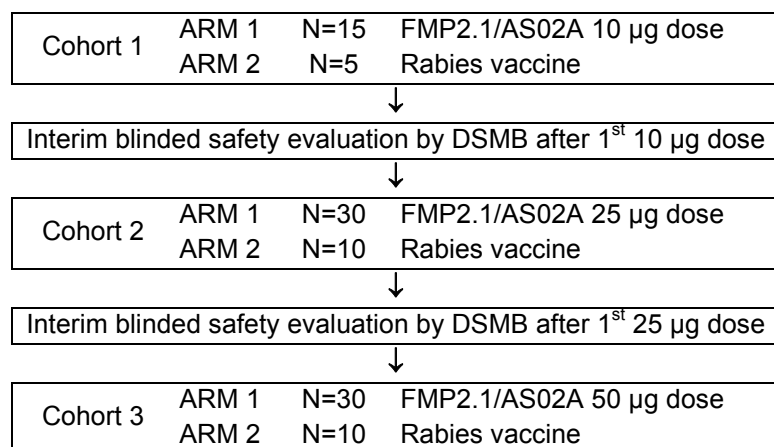 Cohort 1 ARM 1 N=15 FMP2.1/AS02A 10 µg dose
ARM 2 N=5 Rabies vaccine
↓
Interim blinded safety evaluation by DSMB after 1st 10 µg dose
↓
Cohort 2 ARM 1 N=30 FMP2.1/AS02A 25 µg dose
ARM 2 N=10 Rabies vaccine
↓
Interim blinded safety evaluation by DSMB after 1st 25 µg dose
↓
Cohort 3 ARM 1 N=30 FMP2.1/AS02A 50 µg dose
ARM 2 N=10 Rabies vaccine